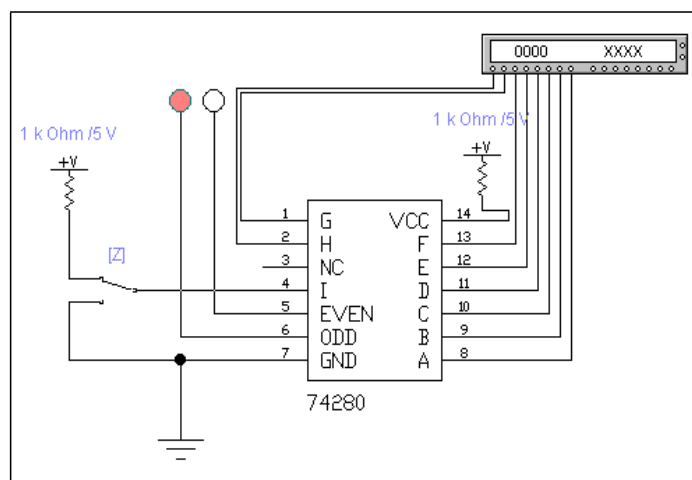 0000 XXXX
1 k Ohm /5 V
1 k Ohm /5 V
+V
+V
[Z]
1 G VCC 14
2 H F 13
3 NC E 12
4 I D 11
5 EVEN C 10
6 ODD B 9
7 GND A 8
74280